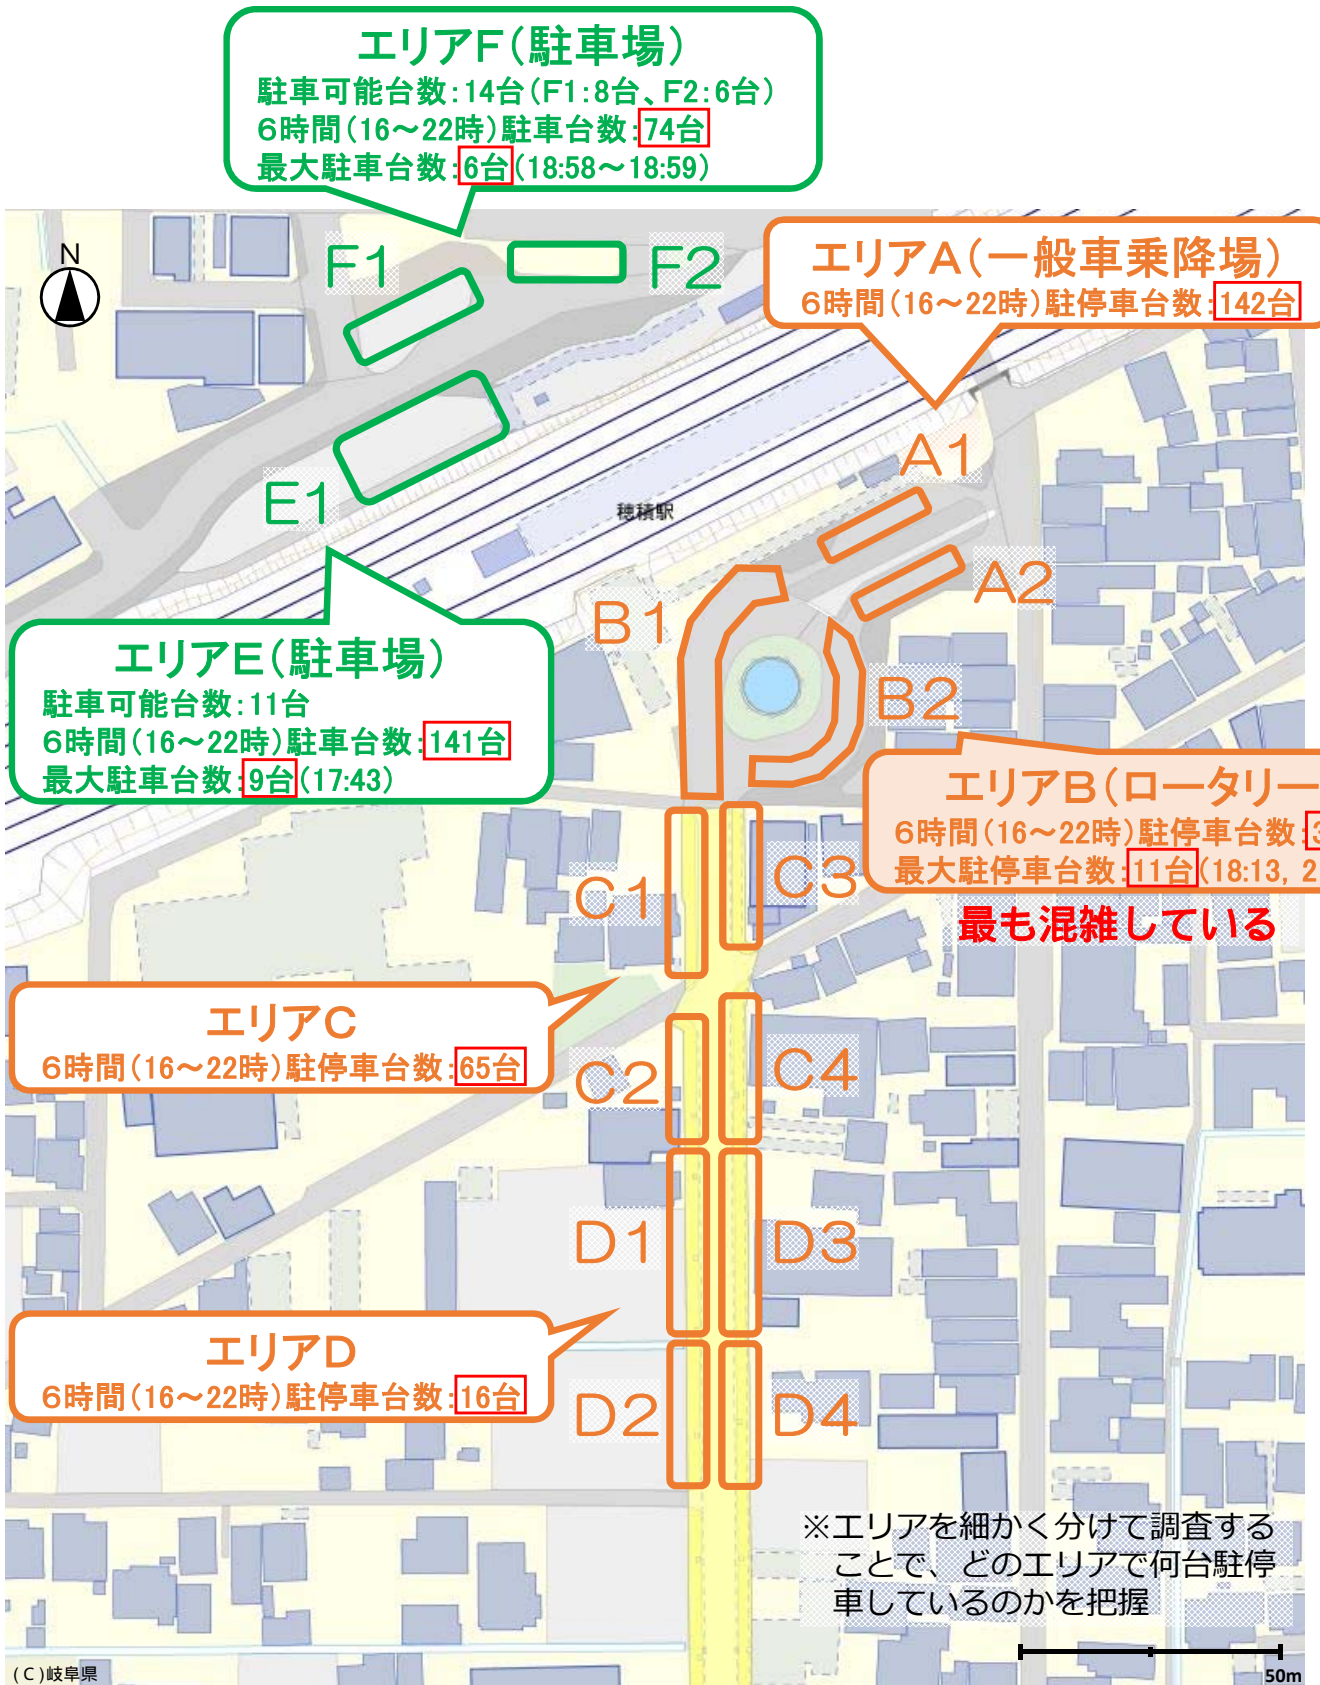 エリアF(駐車場)
駐車可能台数:14台(F1:8台、F2:6台)
6時間(16～22時)駐車台数:74台
最大駐車台数:6台(18:58～18:59)
N
F1
F2
エリアA(一般車乗降場)
6時間(16～22時)駐停車台数:142台
E1
A1
穂積駅
A2
B1
エリアE(駐車場)
駐車可能台数:11台
6時間(16～22時)駐車台数:141台
最大駐車台数:9台(17:43)
B2
エリアB(ロータリー
6時間(16～22時)駐停車台数:3
最大駐停車台数:11台(18:13, 2
最も混雑している
C1
C3
エリアC
6時間(16～22時)駐停車台数:65台
C2
C4
D1
D3
エリアD
6時間(16～22時)駐停車台数:16台
D2
D4
※エリアを細かく分けて調査する
ことで、どのエリアで何台駐停
車しているのかを把握
(C)岐阜県
50m